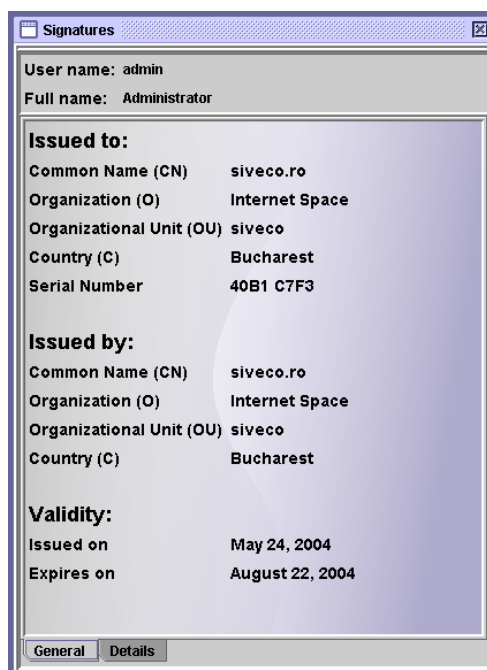 Signatures
User name: admin
Full name: Administrator
Issued to:
Common Name (CN) siveco.ro
Organization (O) Internet Space
Organizational Unit (OU) siveco
Country (C) Bucharest
Serial Number 40B1 C7F3
Issued by:
Common Name (CN) siveco.ro
Organization (O) Internet Space
Organizational Unit (OU) siveco
Country (C) Bucharest
Validity:
Issued on May 24, 2004
Expires on August 22, 2004
General Details